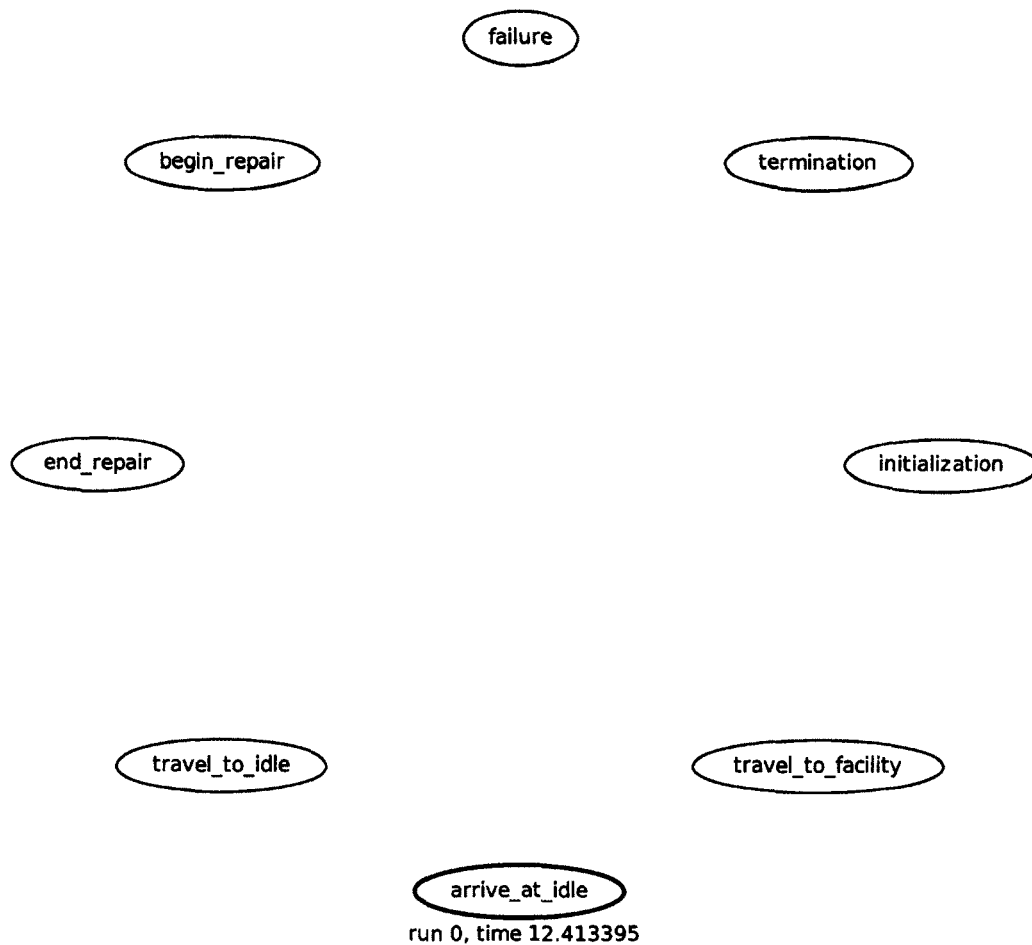 failure
begin_repair
termination
end_repair
initialization
travel_to_idle
travel_to_facility
arrive_at_idle
run 0, time 12.413395